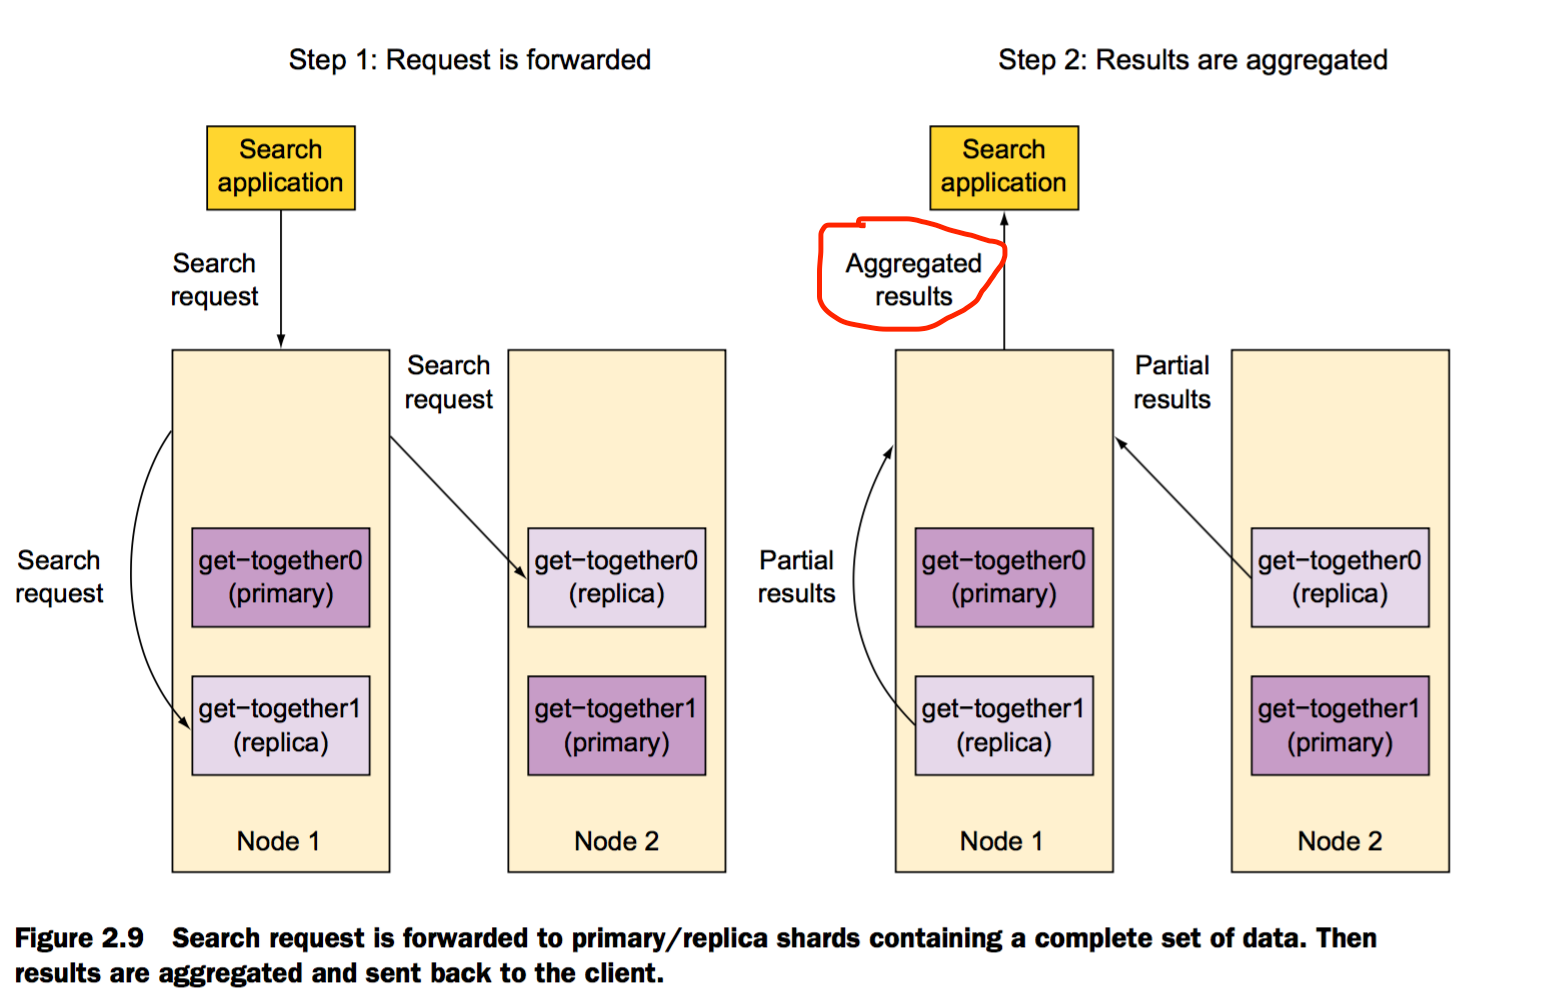 Step 1: Request is forwarded
Search
application
Search
request
Search
request
Search
request
get-together0
(primary)
get-together1
(replica)
Node 1
get-together0
(replica)
get-together1
(primary)
Node 2
Step 2: Results are aggregated
Search
application
Aggregated
results
Partial
results
Partial
results
get-together0
(primary)
get-together1
(replica)
Node 1
get-together0
(replica)
get-together1
(primary)
Node 2
Figure 2.9 Search request is forwarded to primary/replica shards containing a complete set of data. Then
results are aggregated and sent back to the client.